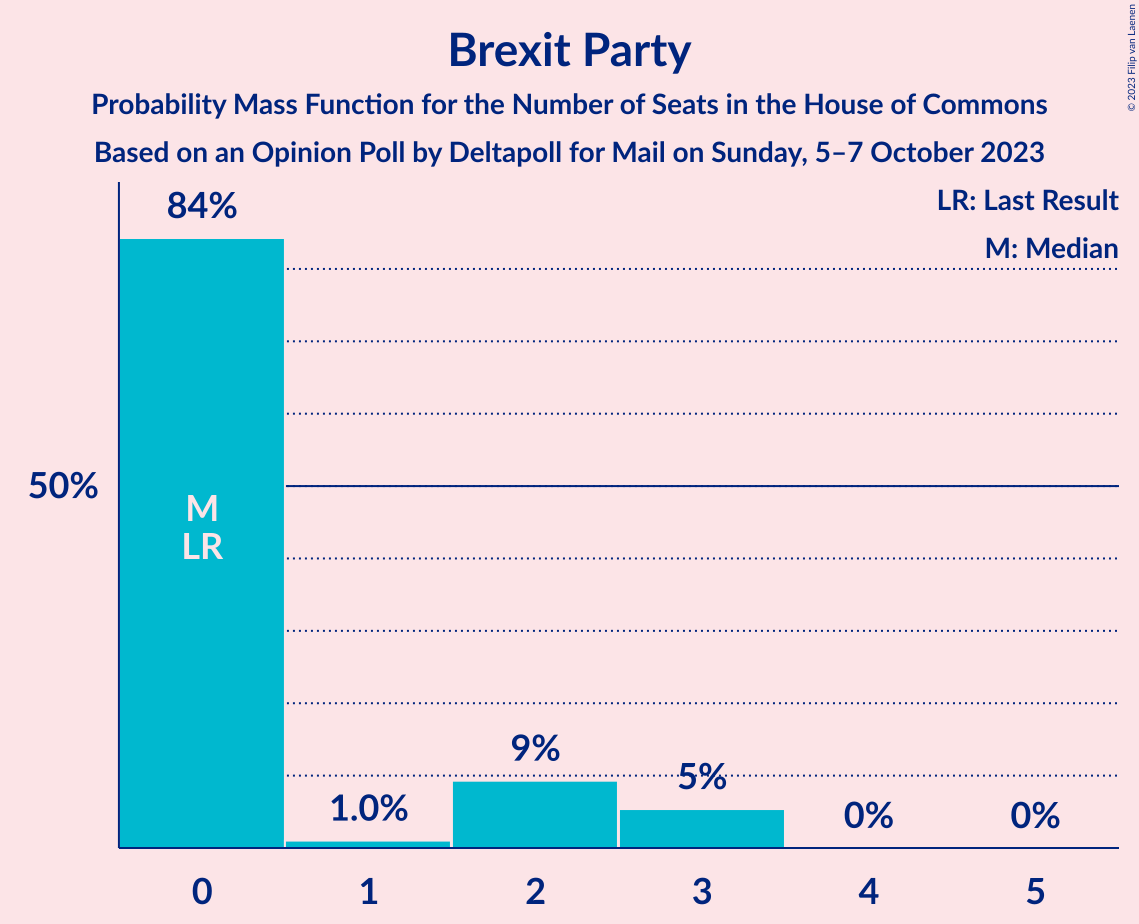 Brexit Party
Probability Mass Function for the Number of Seats in the House of Commons
Based on an Opinion Poll by Deltapoll for Mail on Sunday, 5–7 October 2023
© 2023 Filip van Laenen
LR: Last Result
M: Median
84%
50%
M
LR
1.0%
9%
5%
0%
0%
0
1
2
3
4
5